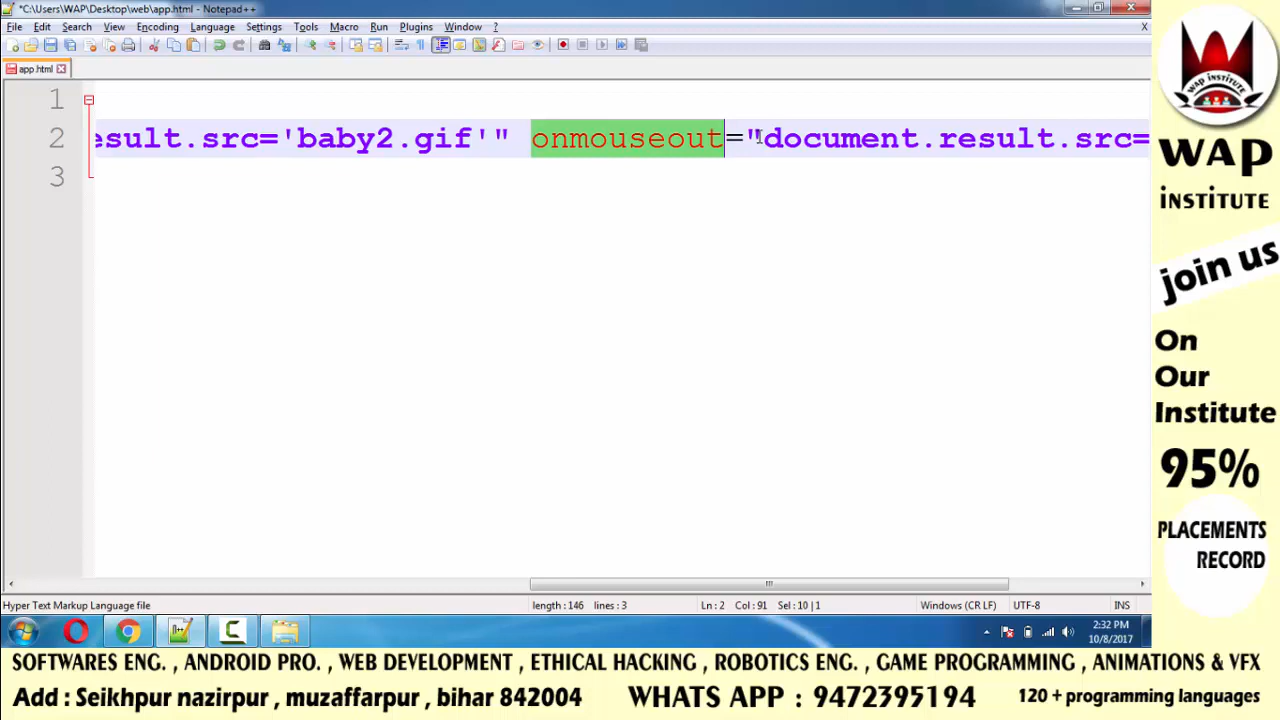 *C:\Users\WAP\Desktop\web\app.html - Notepad++
File Edit Search View Encoding Language Settings Tools Macro Run Plugins Window ? X
app.html
1
2 esult.src='baby2.gif'" onmouseout="document.result.src=
3
Hyper Text Markup Language file length:146 lines:3 Ln:2 Col:91 Sel:10|1 Windows (CR LF) UTF-8 INS
2:32 PM
10/8/2017
WAP INSTITUTE
WAP
iNSTiTUTE
join us
On
Our
Institute
95%
PLACEMENTS
RECORD
SOFTWARES ENG. , ANDROID PRO. , WEB DEVELOPMENT , ETHICAL HACKING , ROBOTICS ENG. , GAME PROGRAMMING , ANIMATIONS & VFX
Add : Seikhpur nazirpur , muzaffarpur , bihar 842004 WHATS APP : 9472395194 120 + programming languages